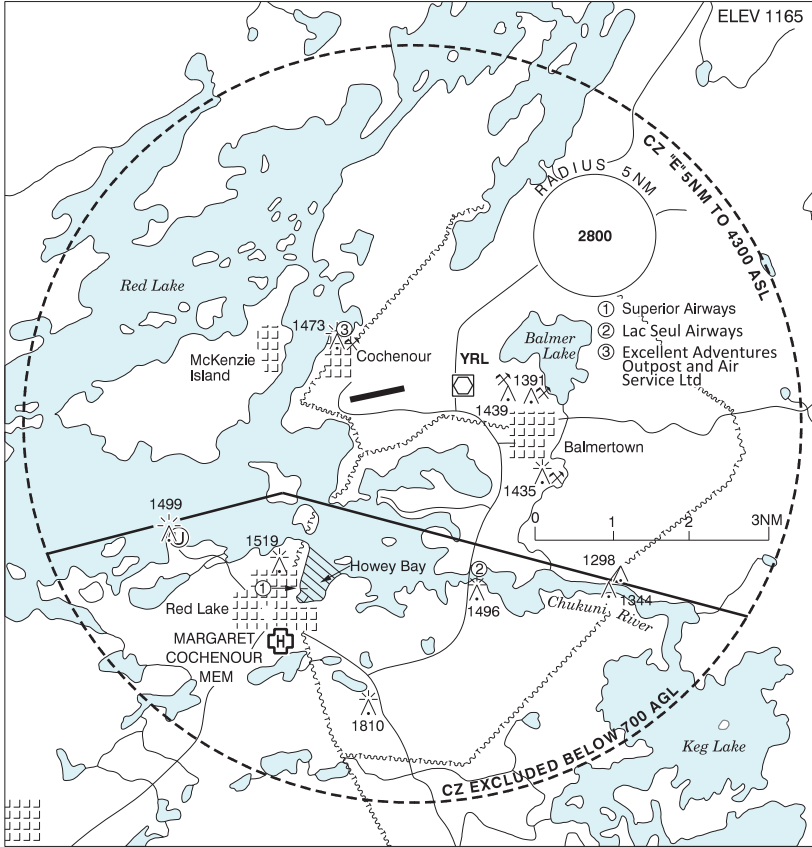 ELEV 1165
CZ "E" 5NM TO 4300 ASL
RADIUS 5NM
2800
Red Lake
1 Superior Airways
2 Lac Seul Airways
3 Excellent Adventures
Outpost and Air
Service Ltd
1473
3
McKenzie
Island
Cochenour
YRL
Balmer
Lake
1391
1439
Balmertown
1435
1499
U
0 1 2 3NM
1519
Howey Bay
1
2
1298
1496
1344
Red Lake
Chukuni River
MARGARET
COCHENOUR
MEM
H
1810
Keg Lake
CZ EXCLUDED BELOW 700 AGL